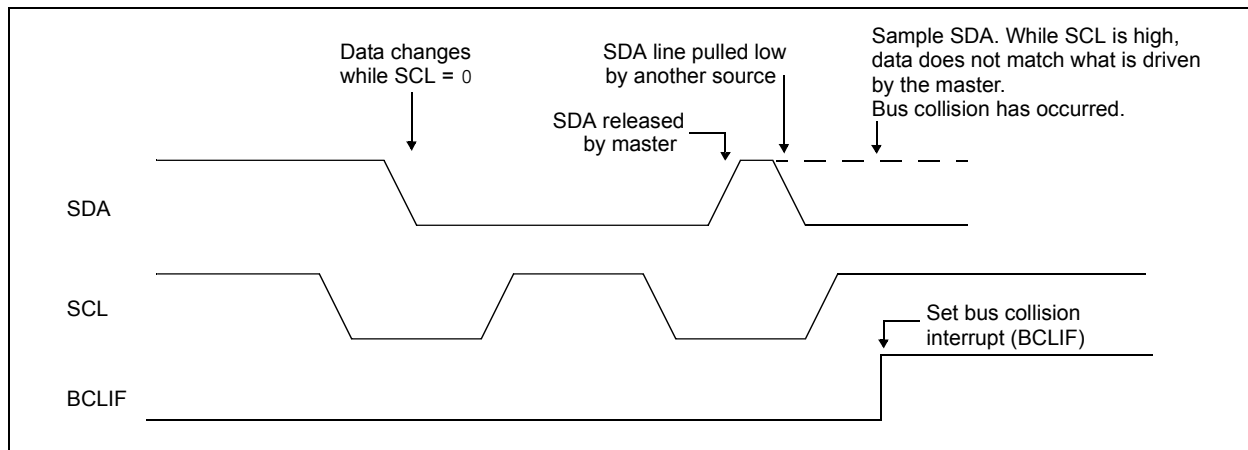 Data changes
while SCL = 0
SDA line pulled low
by another source
Sample SDA. While SCL is high,
data does not match what is driven
by the master.
Bus collision has occurred.
SDA released
by master
SDA
SCL
Set bus collision
interrupt (BCLIF)
BCLIF